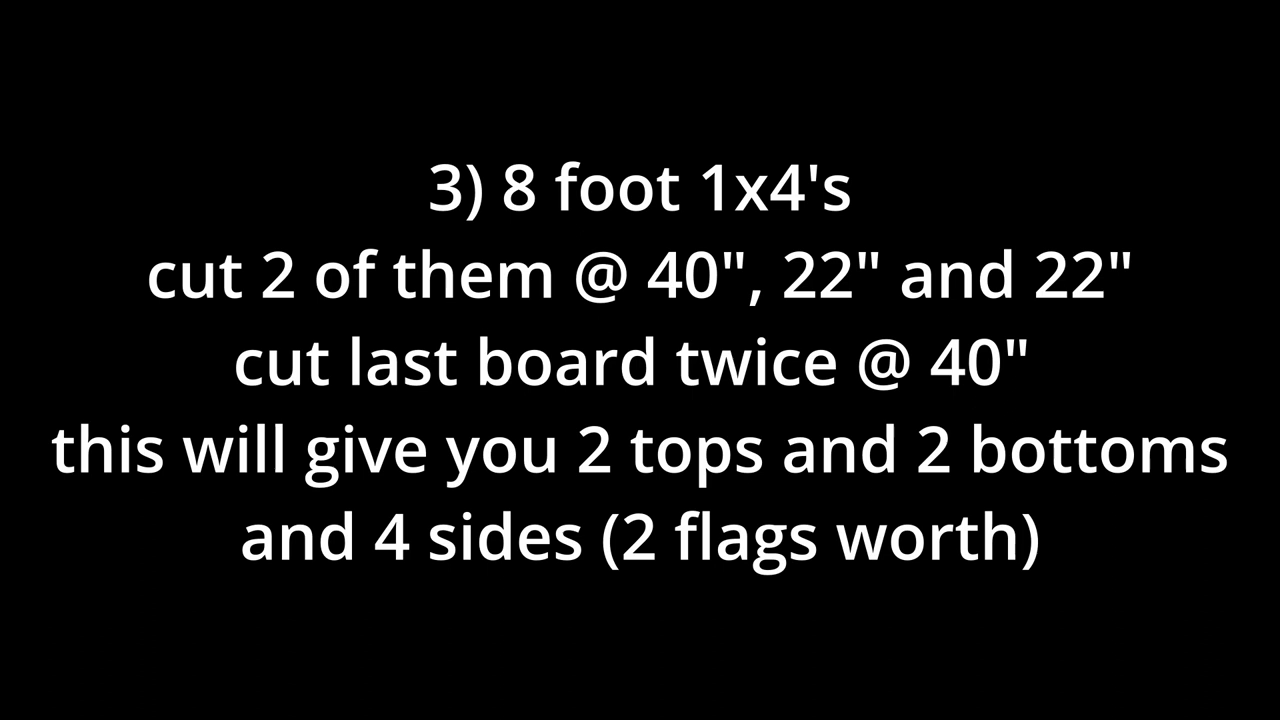 3) 8 foot 1x4's
cut 2 of them @ 40", 22" and 22"
cut last board twice @ 40"
this will give you 2 tops and 2 bottoms
and 4 sides (2 flags worth)